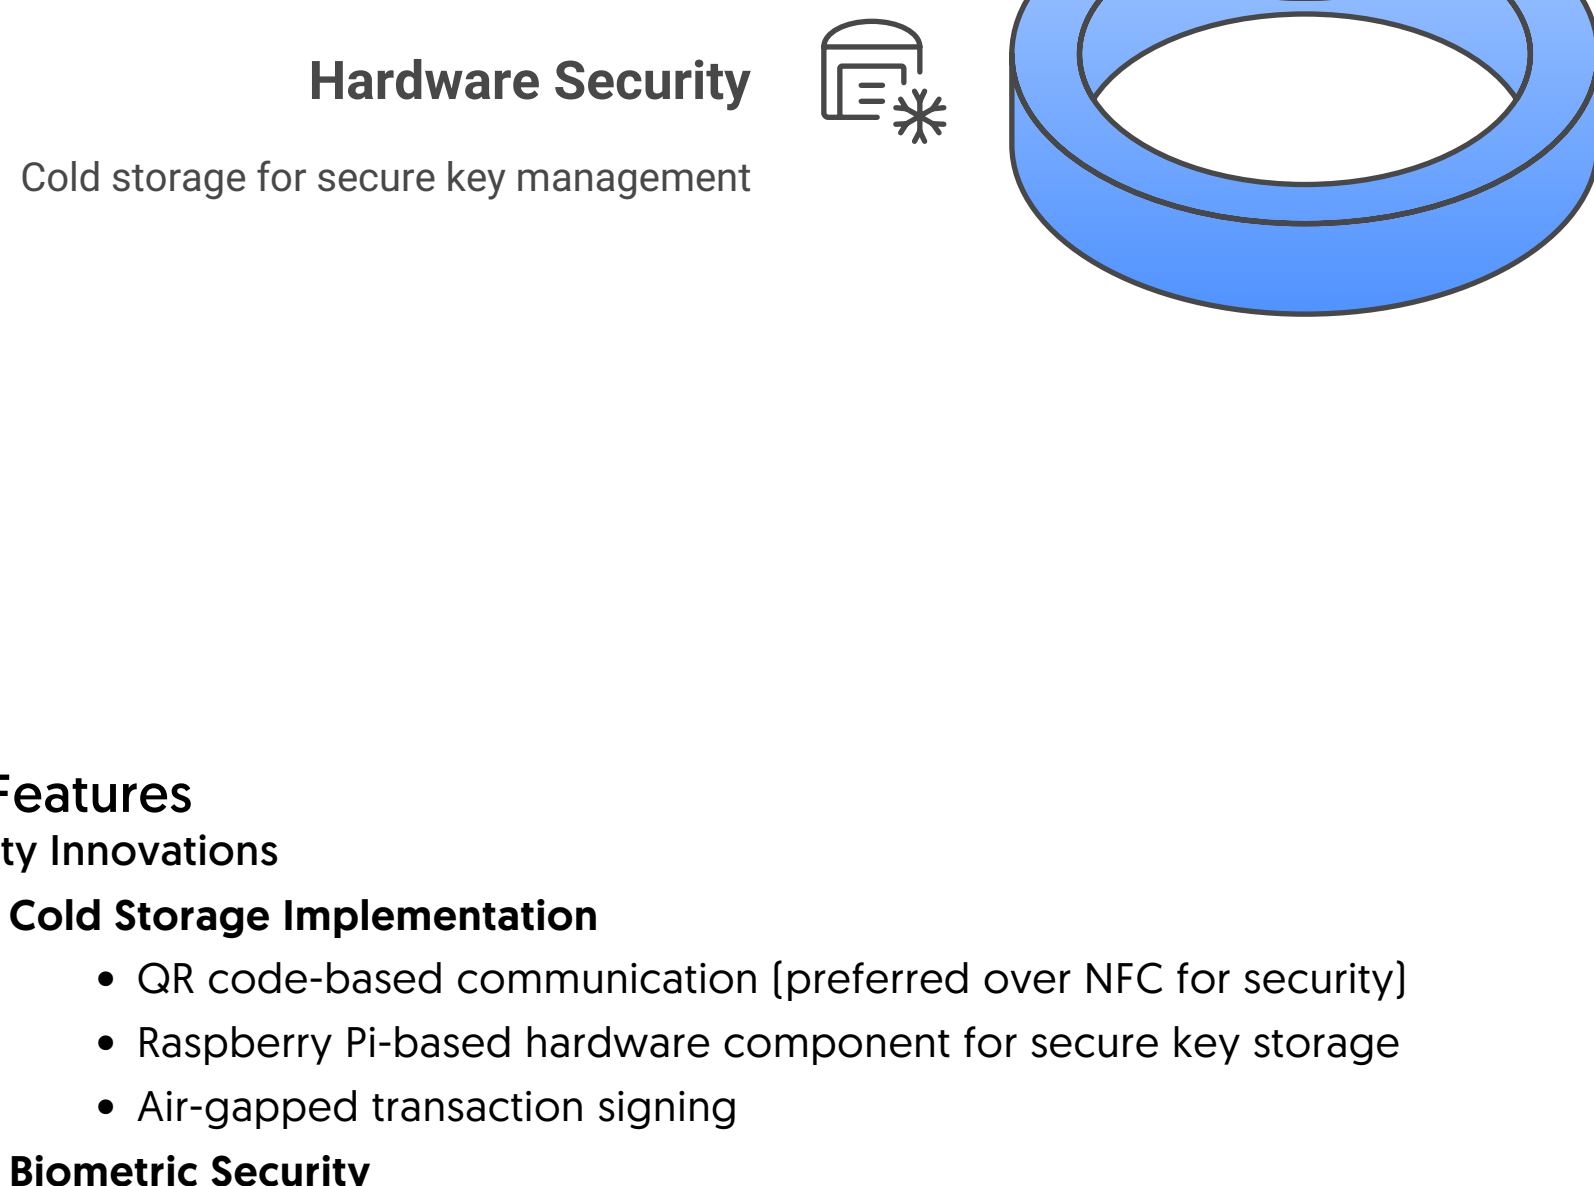 Hardware Security
Cold storage for secure key management
Features
ty Innovations
Cold Storage Implementation
• QR code-based communication (preferred over NFC for security)
• Raspberry Pi-based hardware component for secure key storage
• Air-gapped transaction signing
Biometric Security